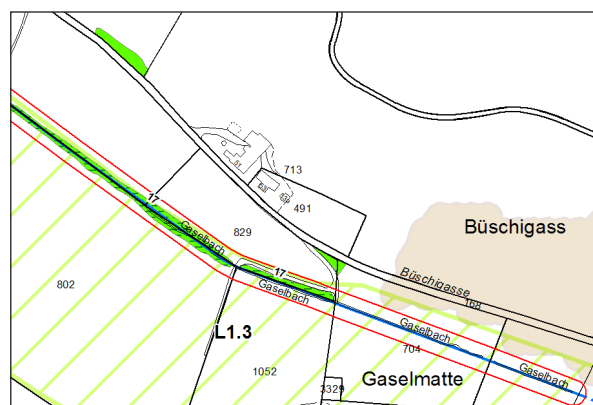 713
17
491
Gaselbach
829
Büschigass
Büschigasse
168
17
Gaselbach
802
L1.3
Gaselbach
704
1052
Gaselmatte
Gaselbach
3329